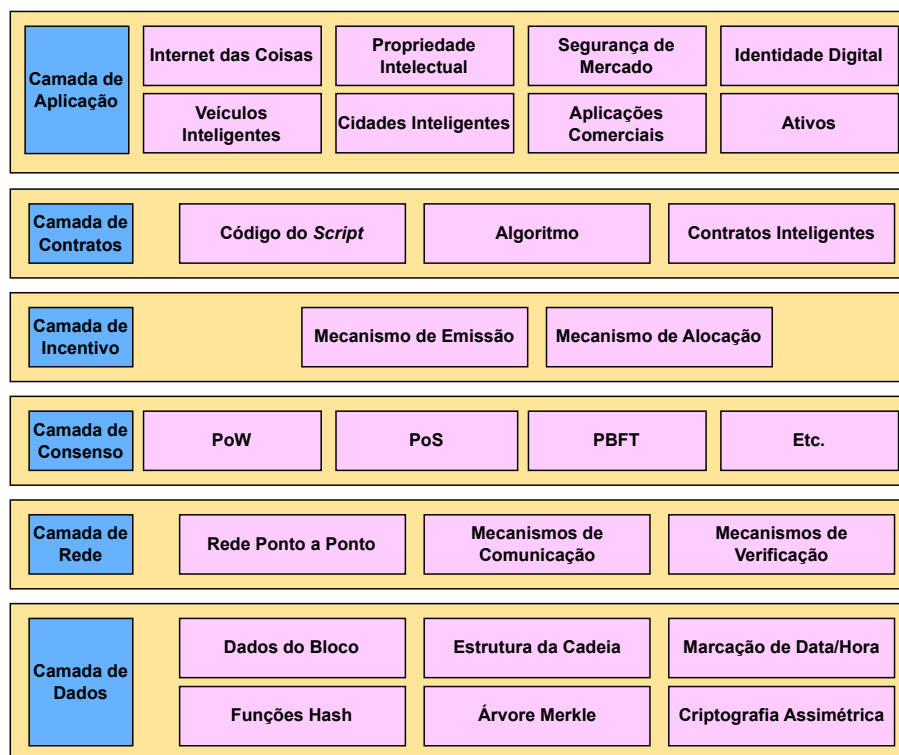 Camada de
Aplicação
Internet das Coisas
Propriedade
Intelectual
Segurança de
Mercado
Identidade Digital
Veículos
Inteligentes
Cidades Inteligentes
Aplicações
Comerciais
Ativos
Camada de
Contratos
Código do Script
Algoritmo
Contratos Inteligentes
Camada de
Incentivo
Mecanismo de Emissão
Mecanismo de Alocação
Camada de
Consenso
PoW
PoS
PBFT
Etc.
Camada de
Rede
Rede Ponto a Ponto
Mecanismos de
Comunicação
Mecanismos de
Verificação
Camada de
Dados
Dados do Bloco
Estrutura da Cadeia
Marcação de Data/Hora
Funções Hash
Árvore Merkle
Criptografia Assimétrica